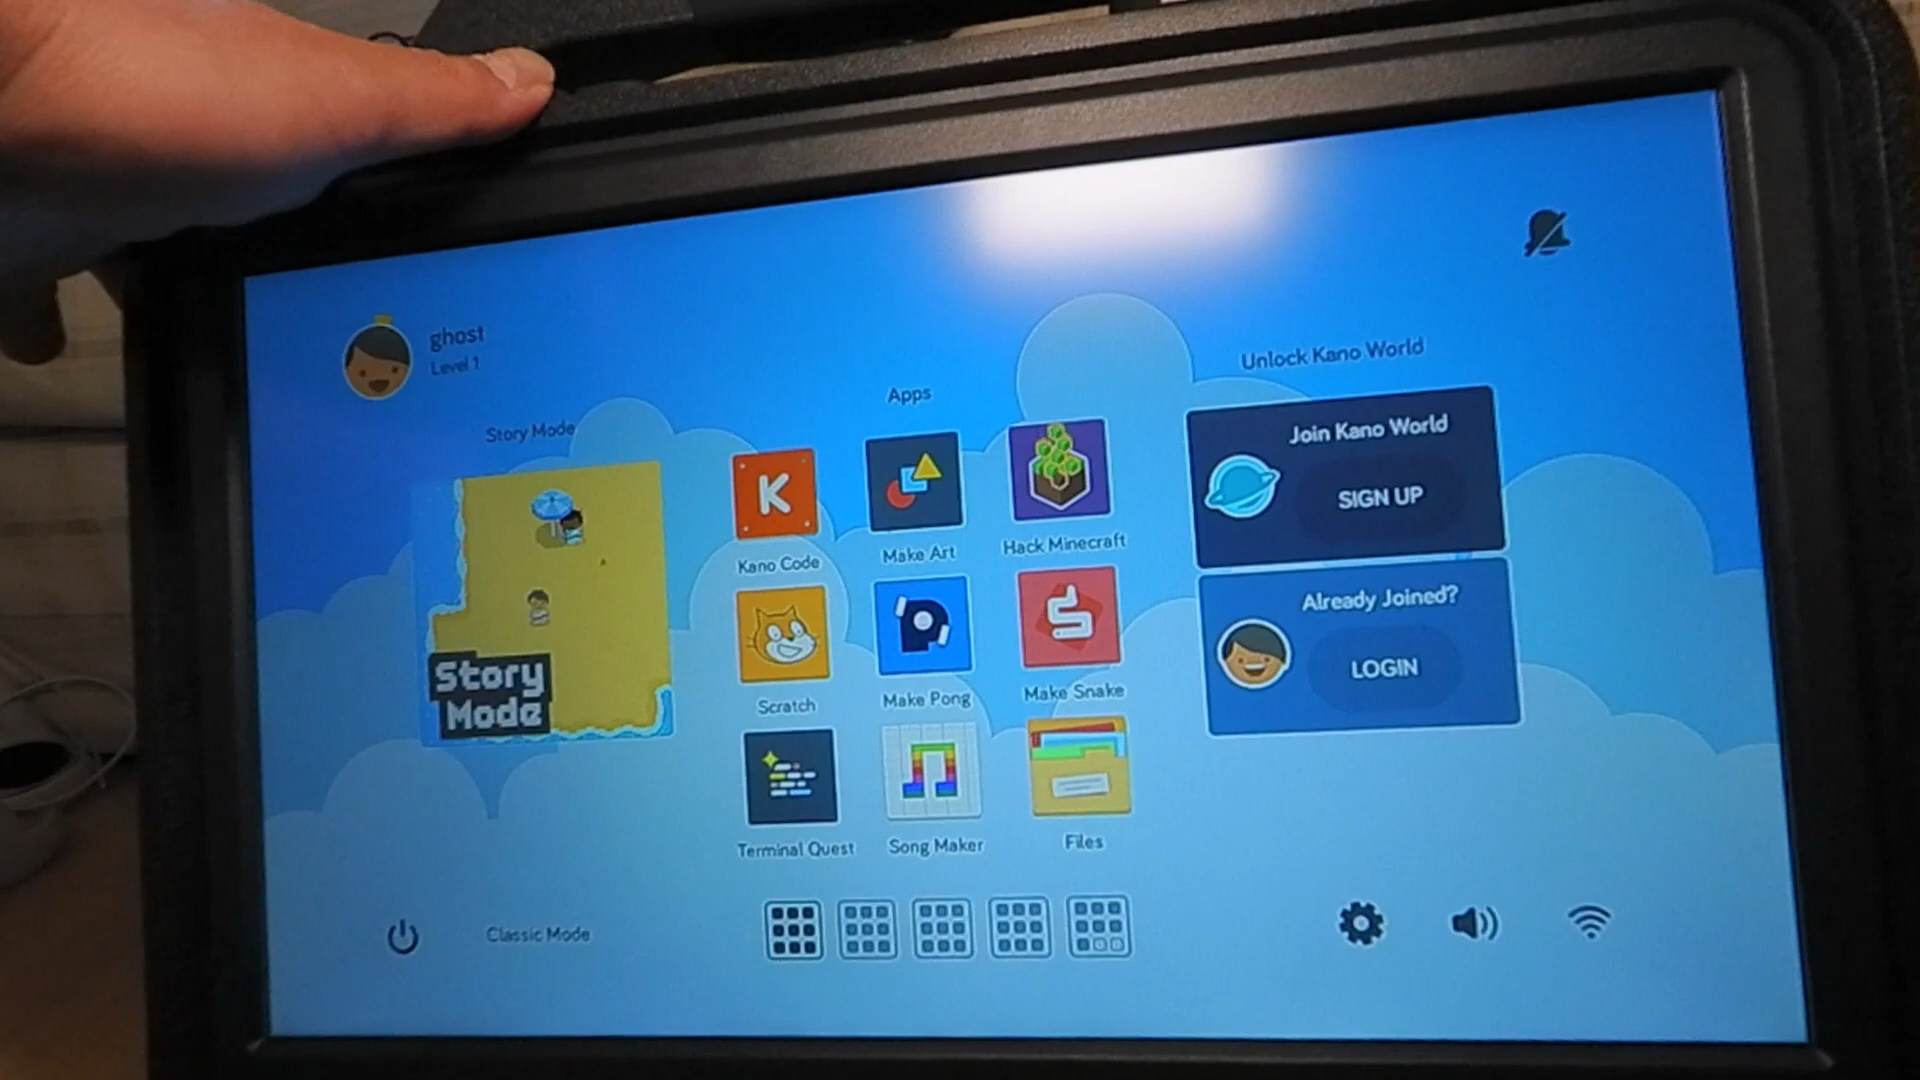 ghost
Level 1
Story Mode
Apps
Unlock Kano World
Join Kano World
SIGN UP
Already Joined?
LOGIN
K
Kano Code
Make Art
Hack Minecraft
Scratch
Make Pong
Make Snake
Story
Mode
Terminal Quest
Song Maker
Files
Classic Mode